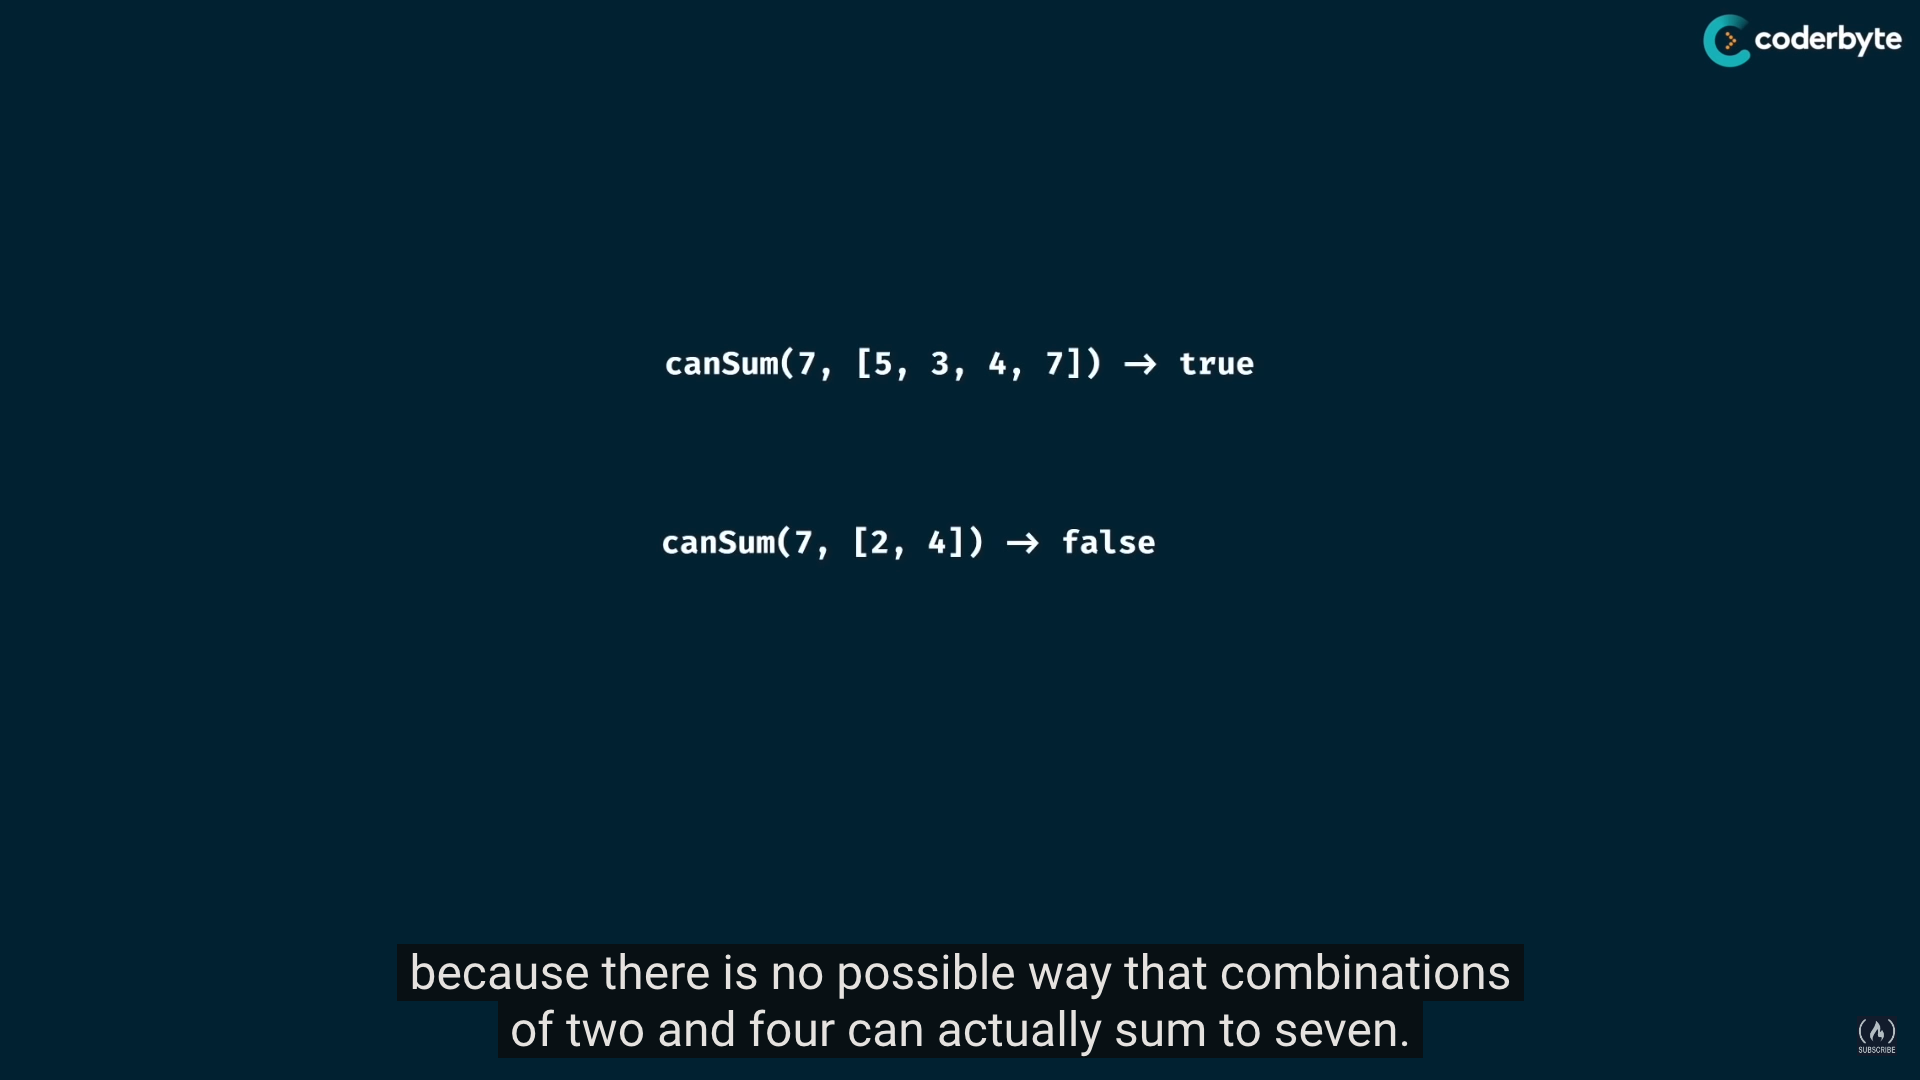 coderbyte
canSum(7, [5, 3, 4, 7]) → true
canSum(7, [2, 4]) → false
because there is no possible way that combinations
of two and four can actually sum to seven.
SUBSCRIBE